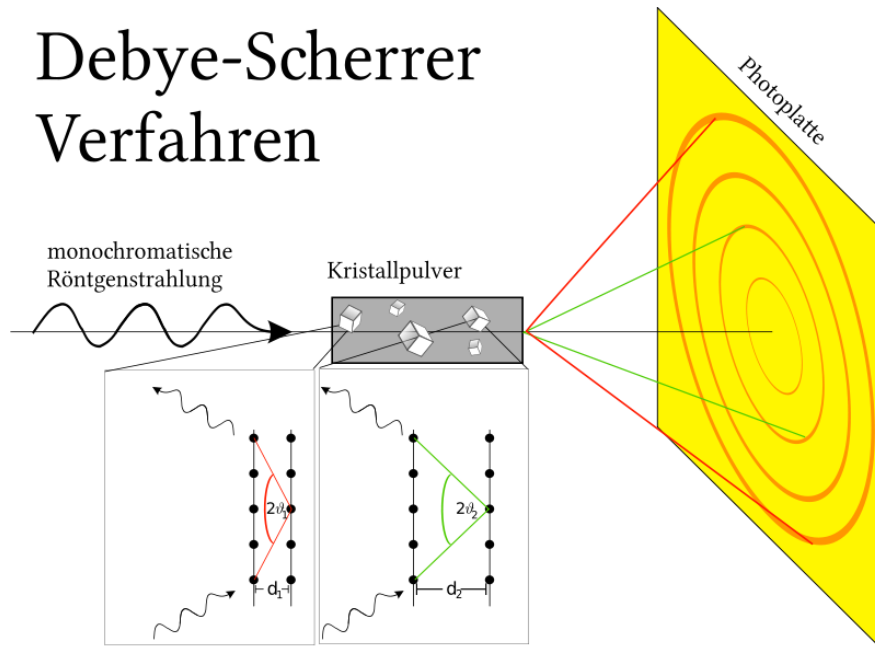 Debye-Scherrer
Verfahren
Photoplatte
monochromatische
Röntgenstrahlung
Kristallpulver
2ϑ₁
2ϑ₂
d₁
d₂